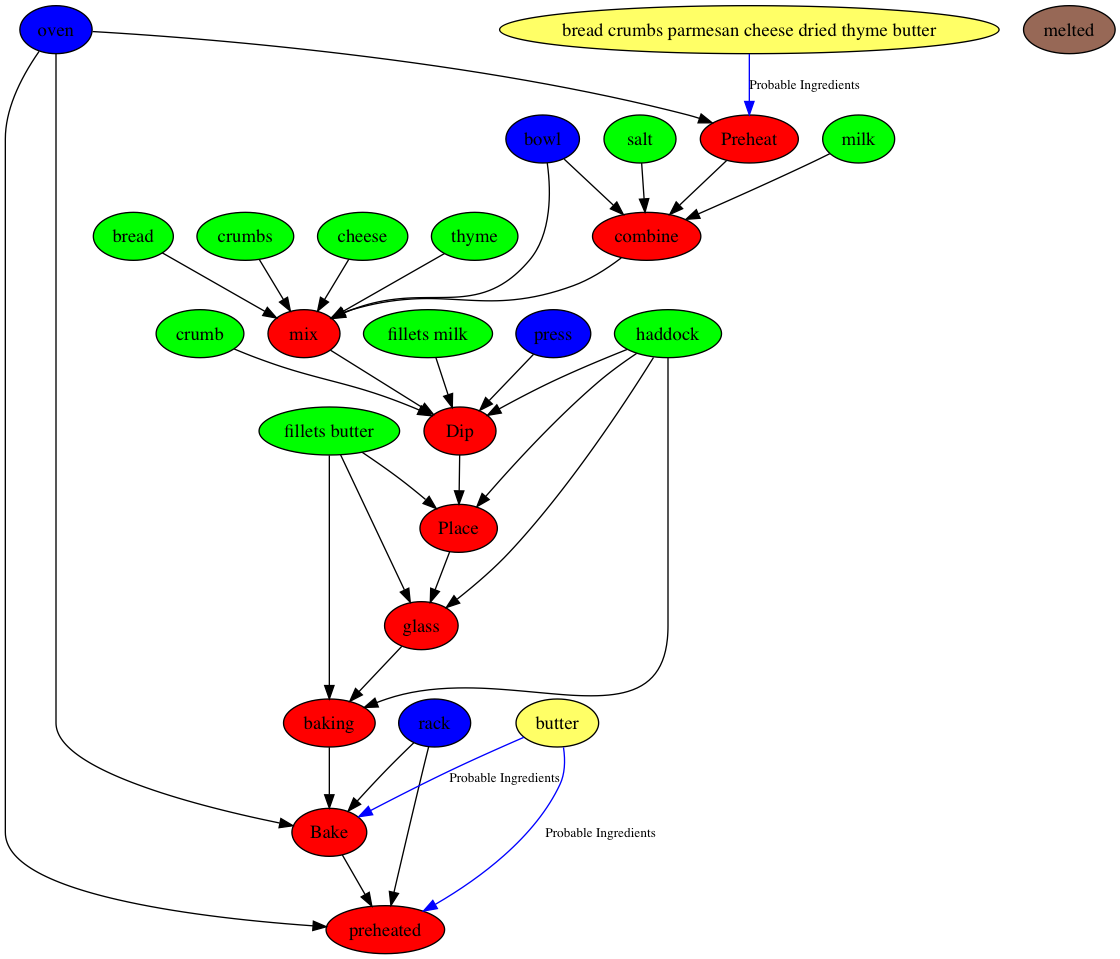 oven
bread crumbs parmesan cheese dried thyme butter
melted
Probable Ingredients
bowl
salt
Preheat
milk
bread
crumbs
cheese
thyme
combine
crumb
mix
fillets milk
press
haddock
fillets butter
Dip
Place
glass
baking
rack
butter
Probable Ingredients
Bake
Probable Ingredients
preheated